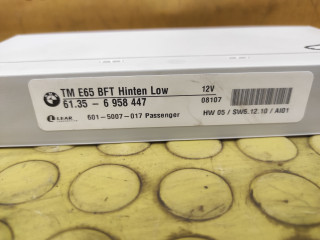 TM E65 BFT Hinten Low 12V
61.35 - 6 958 447 08107
LEAR 601-5007-017 Passenger HW 05 / SW5.12.10 / AI01